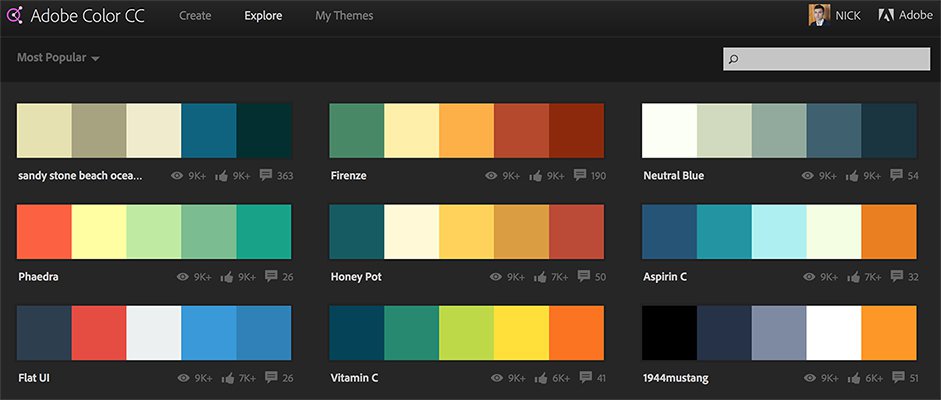 Adobe Color CC Create Explore My Themes NICK Adobe
Most Popular
sandy stone beach ocea... 9K+ 9K+ 363
Firenze 9K+ 9K+ 190
Neutral Blue 9K+ 9K+ 54
Phaedra 9K+ 9K+ 26
Honey Pot 9K+ 7K+ 50
Aspirin C 9K+ 7K+ 32
Flat UI 9K+ 7K+ 26
Vitamin C 9K+ 6K+ 41
1944mustang 9K+ 6K+ 51